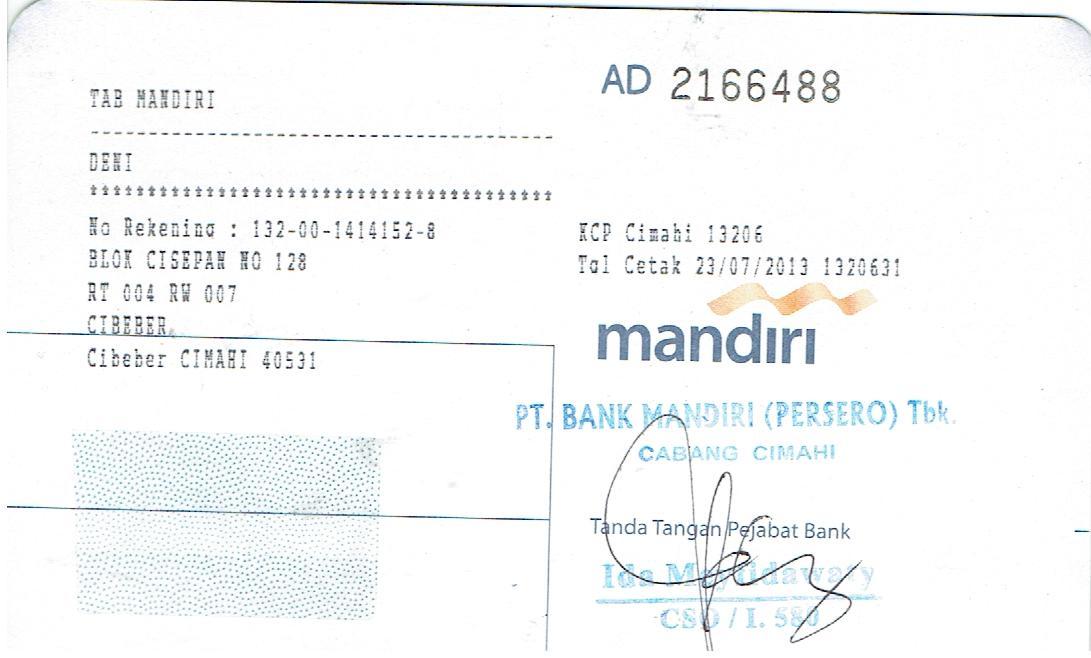 TAB MANDIRI
DENI
No Rekening : 132-00-1414152-8
BLOK CISEPAN NO 128
RT 004 RW 007
CIBEBER
Cibeber CIMAHI 40531
AD 2166488
KCP Cimahi 13206
Tgl Cetak 23/07/2013 1320631
mandiri
PT. BANK MANDIRI (PERSERO) Tbk.
CABANG CIMAHI
Tanda Tangan Pejabat Bank
Ida
CSO / I. 580